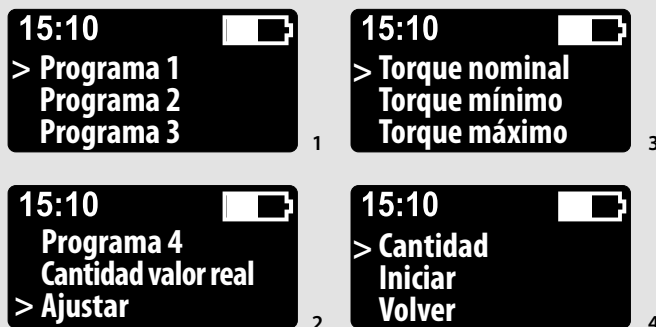 15:10
> Programa 1
Programa 2
Programa 3
1
15:10
Programa 4
Cantidad valor real
> Ajustar
2
15:10
> Torque nominal
Torque mínimo
Torque máximo
3
15:10
> Cantidad
Iniciar
Volver
4